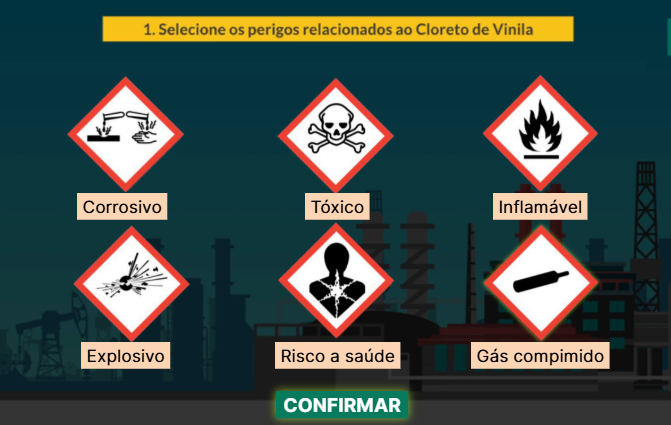 1. Selecione os perigos relacionados ao Cloreto de Vinila
Corrosivo
Tóxico
Inflamável
Explosivo
Risco a saúde
Gás compimido
CONFIRMAR